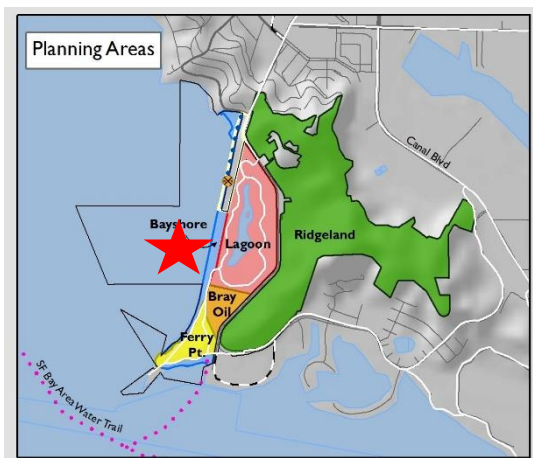 Planning Areas
Canal Blvd
Bayshore
Lagoon
Ridgeland
Bray
Oil
Ferry
Pt
SF Bay Area Water Trail